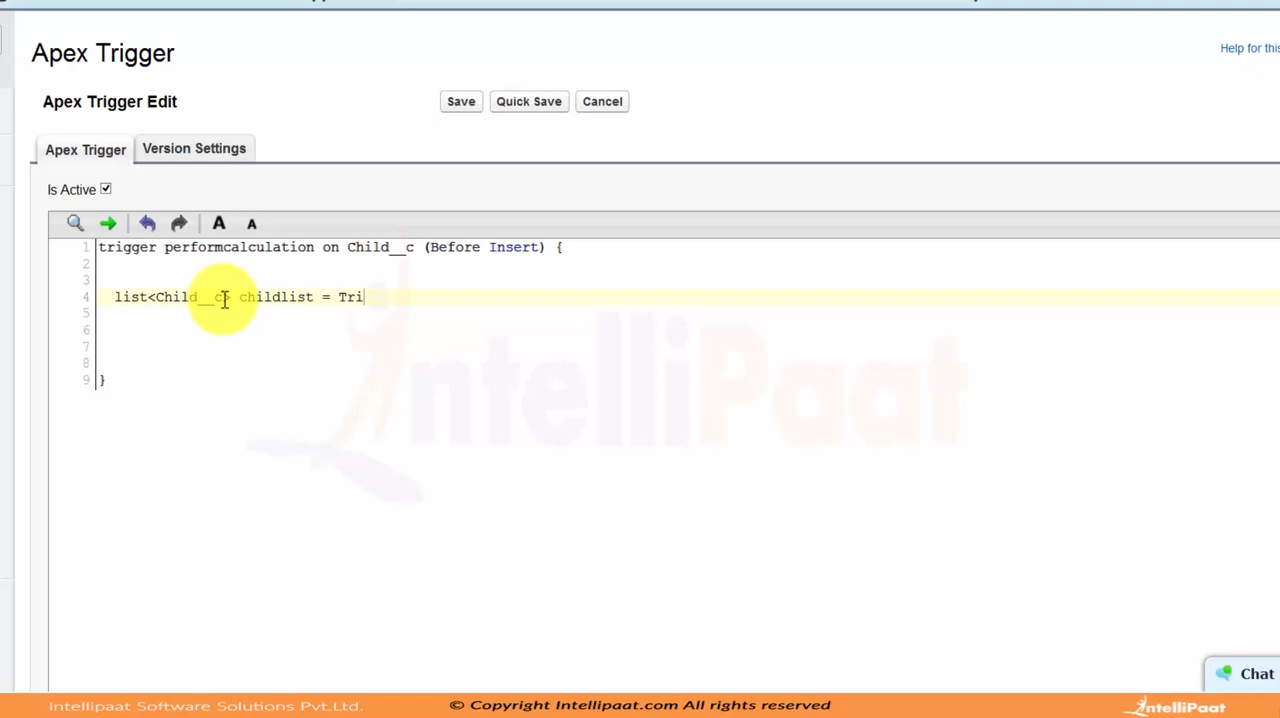 Apex Trigger
Help for this
Apex Trigger Edit
Save
Quick Save
Cancel
Apex Trigger
Version Settings
Is Active
A A
1 trigger performcalculation on Child__c (Before Insert) {
2
3
4 list<Child__c> childlist = Tri
5
6
7
8
9 }
IntelliPaat
Chat
Intellipaat Software Solutions Pvt.Ltd.
© Copyright Intellipaat.com All rights reserved
IntelliPaat